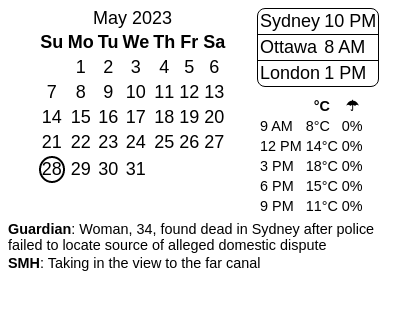 May 2023
Su Mo Tu We Th Fr Sa
1 2 3 4 5 6
7 8 9 10 11 12 13
14 15 16 17 18 19 20
21 22 23 24 25 26 27
28 29 30 31
Sydney 10 PM
Ottawa 8 AM
London 1 PM
°C ☂
9 AM 8°C 0%
12 PM 14°C 0%
3 PM 18°C 0%
6 PM 15°C 0%
9 PM 11°C 0%
Guardian: Woman, 34, found dead in Sydney after police
failed to locate source of alleged domestic dispute
SMH: Taking in the view to the far canal